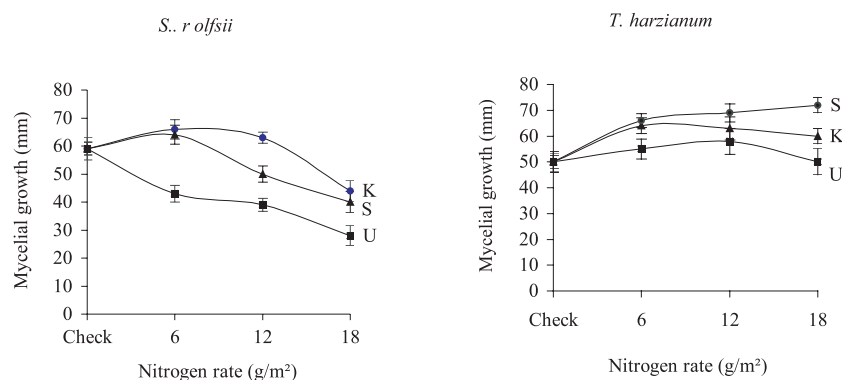 S.. r olfsii
Mycelial growth (mm)
80
70
60
50
40
30
20
10
0
K
S
U
Check 6 12 18
Nitrogen rate (g/m²)
T. harzianum
Mycelial growth (mm)
80
70
60
50
40
30
20
10
0
S
K
U
Check 6 12 18
Nitrogen rate (g/m²)